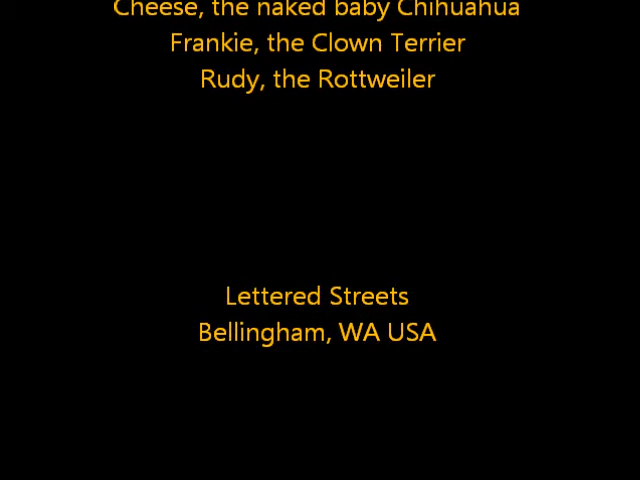 Cheese, the naked baby Chihuahua
Frankie, the Clown Terrier
Rudy, the Rottweiler
Lettered Streets
Bellingham, WA USA